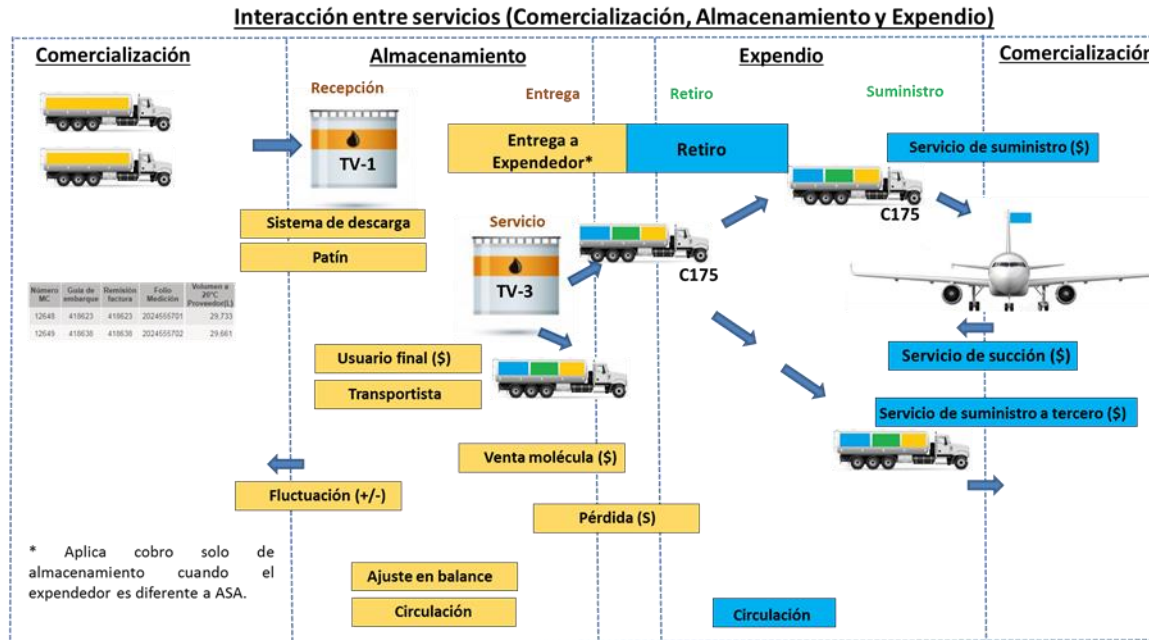 Interacción entre servicios (Comercialización, Almacenamiento y Expendio)
Comercialización
Almacenamiento
Expendio
Comercialización
Recepción
Entrega
Retiro
Suministro
TV-1
Entrega a
Expendedor*
Retiro
Servicio de suministro ($)
C175
Sistema de descarga
Patín
Servicio
TV-3
C175
Número
MC
Guía de
embarque
Remisión
factura
Folio
Medición
Volumen a
20°C
Proveedor(L)
12648 418623 418623 2024555701 29,733
12649 418638 418638 2024555702 29,661
Usuario final ($)
Transportista
Servicio de succión ($)
Servicio de suministro a tercero ($)
Venta molécula ($)
Fluctuación (+/-)
Pérdida (S)
* Aplica cobro solo de
almacenamiento cuando el
expendedor es diferente a ASA.
Ajuste en balance
Circulación
Circulación